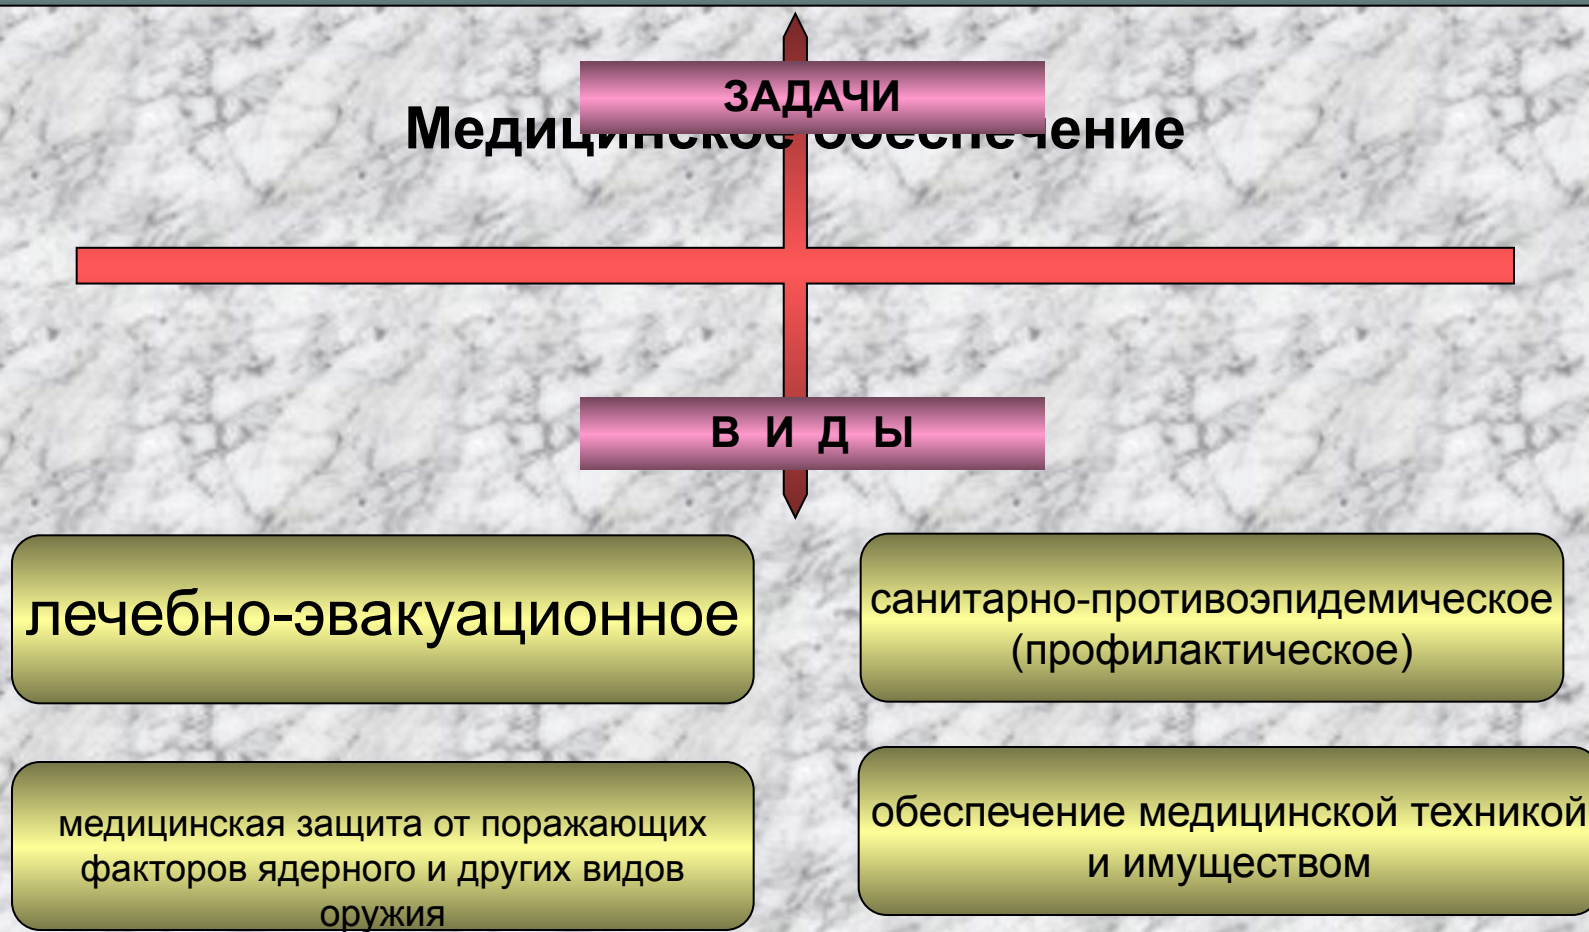 ЗАДАЧИ
Медицинское обеспечение
В И Д Ы
лечебно-эвакуационное
санитарно-противоэпидемическое
(профилактическое)
медицинская защита от поражающих
факторов ядерного и других видов
оружия
обеспечение медицинской техникой
и имуществом